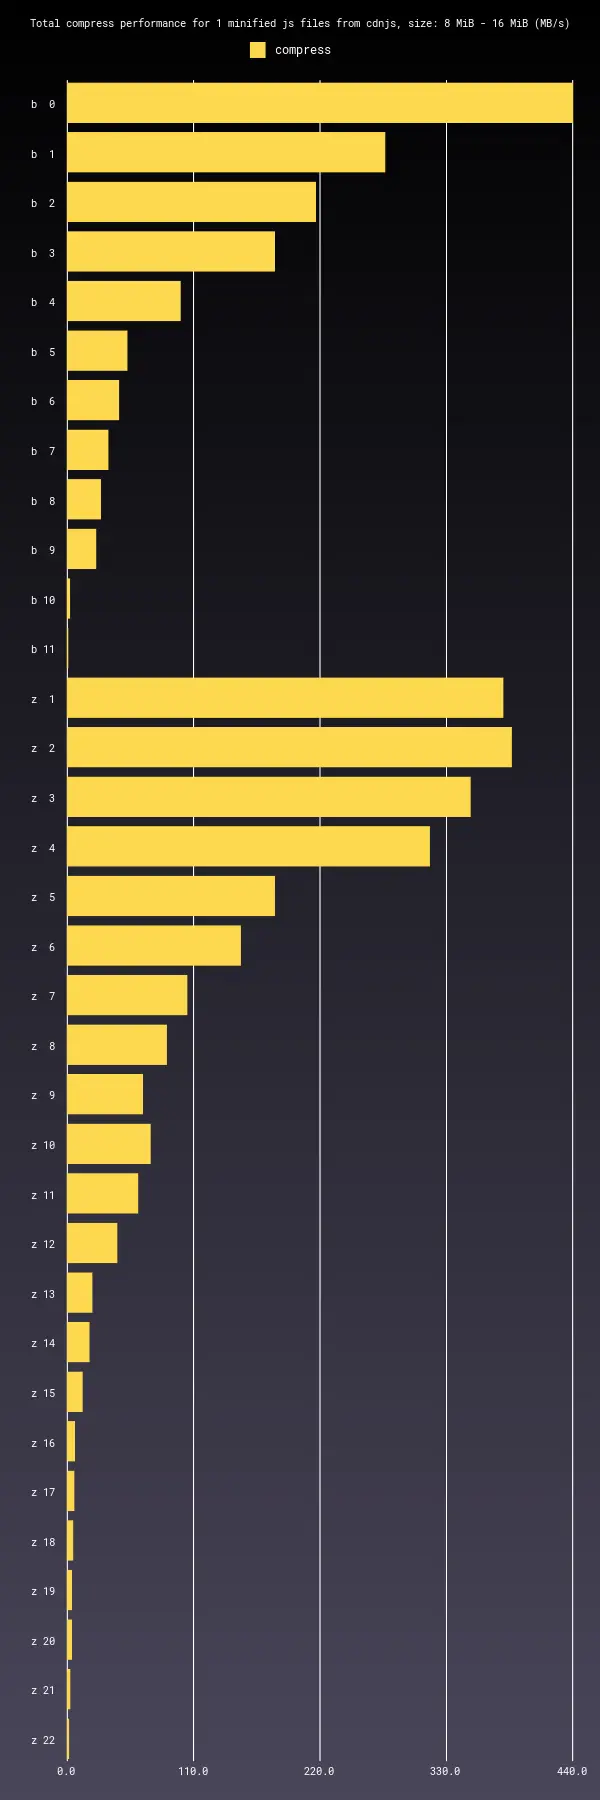 Total compress performance for 1 minified js files from cdnjs, size: 8 MiB - 16 MiB (MB/s)
compress
b 0
b 1
b 2
b 3
b 4
b 5
b 6
b 7
b 8
b 9
b 10
b 11
z 1
z 2
z 3
z 4
z 5
z 6
z 7
z 8
z 9
z 10
z 11
z 12
z 13
z 14
z 15
z 16
z 17
z 18
z 19
z 20
z 21
z 22
0.0 110.0 220.0 330.0 440.0